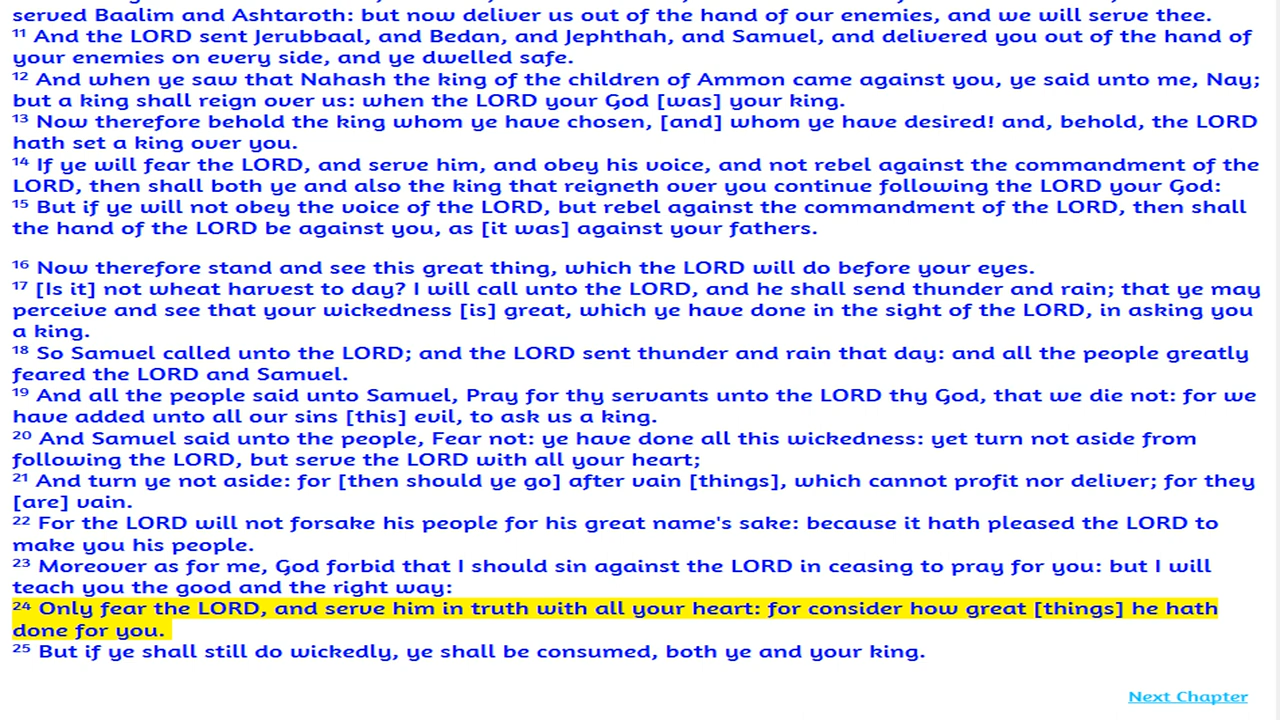 served Baalim and Ashtaroth: but now deliver us out of the hand of our enemies, and we will serve thee.
11 And the LORD sent Jerubbaal, and Bedan, and Jephthah, and Samuel, and delivered you out of the hand of
your enemies on every side, and ye dwelled safe.
12 And when ye saw that Nahash the king of the children of Ammon came against you, ye said unto me, Nay;
but a king shall reign over us: when the LORD your God [was] your king.
13 Now therefore behold the king whom ye have chosen, [and] whom ye have desired! and, behold, the LORD
hath set a king over you.
14 If ye will fear the LORD, and serve him, and obey his voice, and not rebel against the commandment of the
LORD, then shall both ye and also the king that reigneth over you continue following the LORD your God:
15 But if ye will not obey the voice of the LORD, but rebel against the commandment of the LORD, then shall
the hand of the LORD be against you, as [it was] against your fathers.
16 Now therefore stand and see this great thing, which the LORD will do before your eyes.
17 [Is it] not wheat harvest to day? I will call unto the LORD, and he shall send thunder and rain; that ye may
perceive and see that your wickedness [is] great, which ye have done in the sight of the LORD, in asking you
a king.
18 So Samuel called unto the LORD; and the LORD sent thunder and rain that day: and all the people greatly
feared the LORD and Samuel.
19 And all the people said unto Samuel, Pray for thy servants unto the LORD thy God, that we die not: for we
have added unto all our sins [this] evil, to ask us a king.
20 And Samuel said unto the people, Fear not: ye have done all this wickedness: yet turn not aside from
following the LORD, but serve the LORD with all your heart;
21 And turn ye not aside: for [then should ye go] after vain [things], which cannot profit nor deliver; for they
[are] vain.
22 For the LORD will not forsake his people for his great name's sake: because it hath pleased the LORD to
make you his people.
23 Moreover as for me, God forbid that I should sin against the LORD in ceasing to pray for you: but I will
teach you the good and the right way:
24 Only fear the LORD, and serve him in truth with all your heart: for consider how great [things] he hath
done for you.
25 But if ye shall still do wickedly, ye shall be consumed, both ye and your king.
Next Chapter